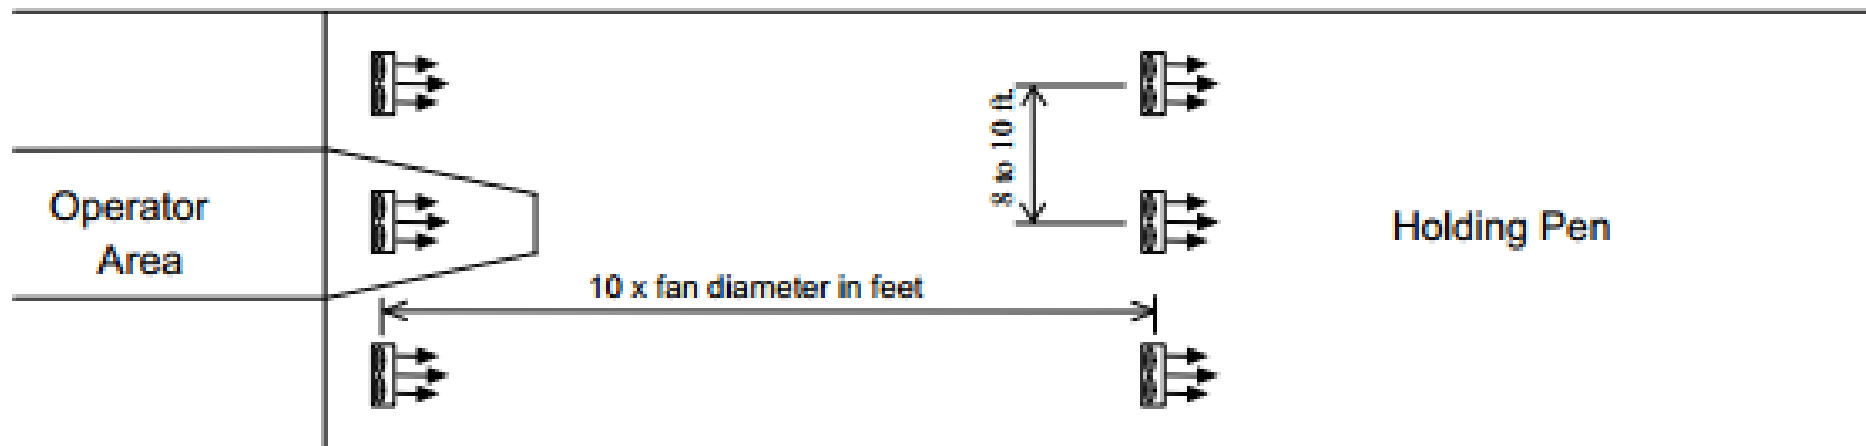 Operator
Area
8 to 10 ft.
10 x fan diameter in feet
Holding Pen